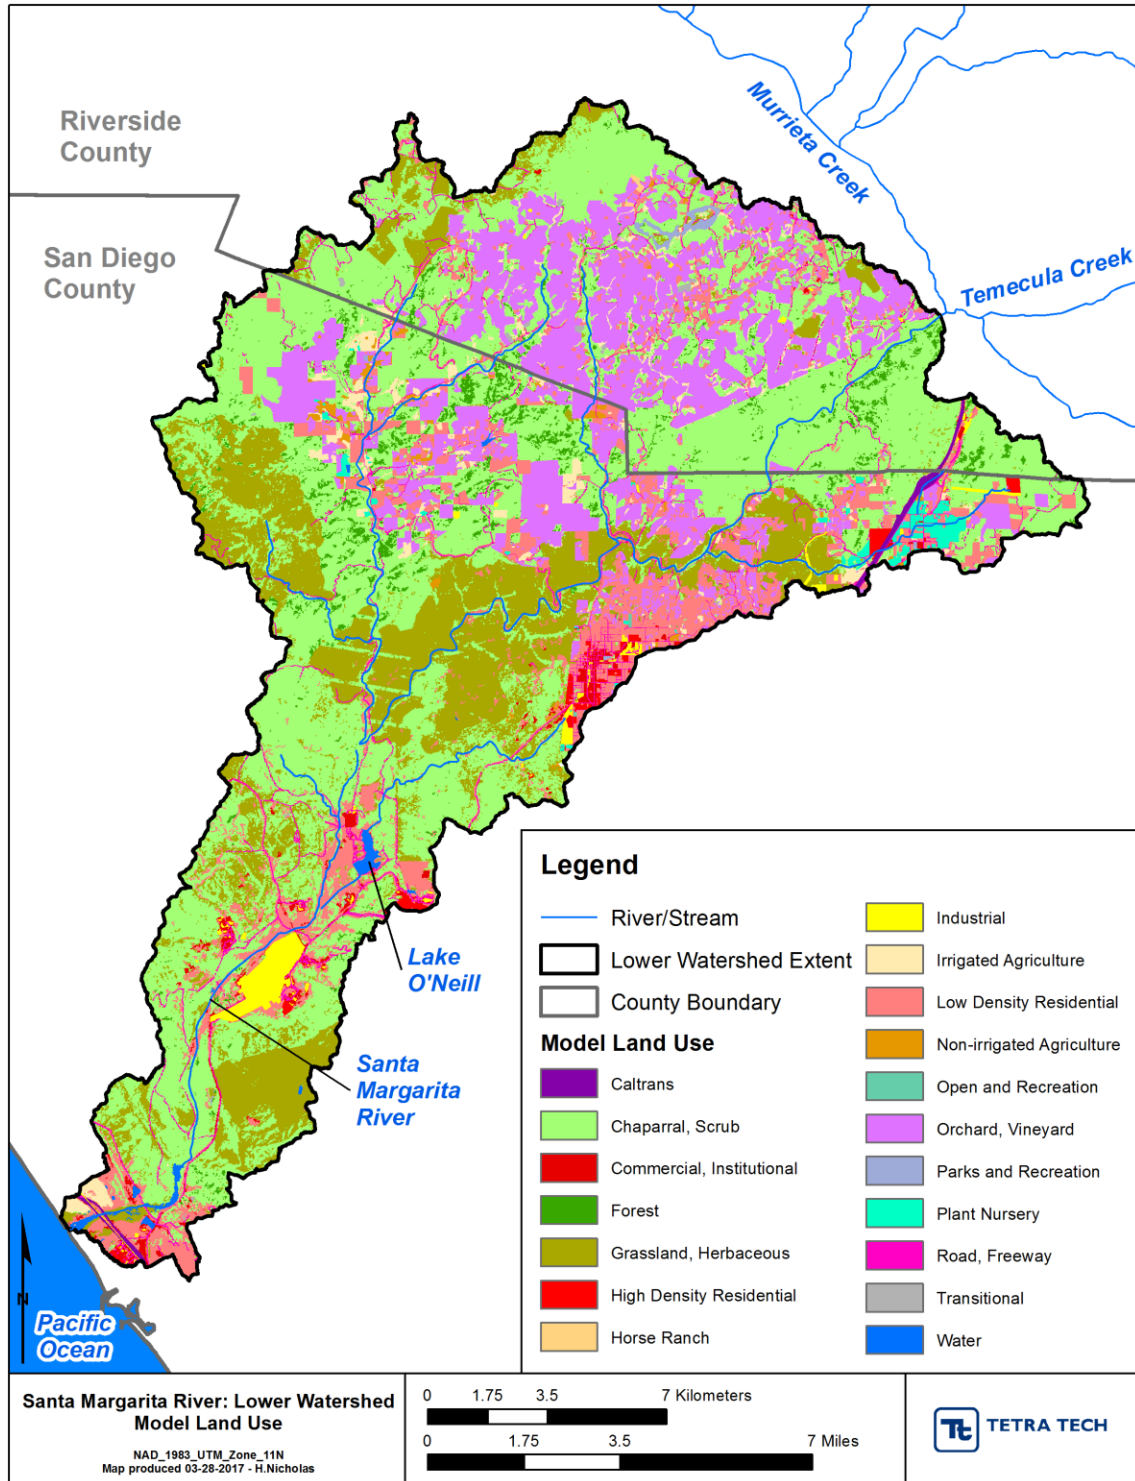 Riverside
County
San Diego
County
Murrieta Creek
Temecula Creek
Lake
O'Neill
Santa
Margarita
River
Pacific
Ocean
N
Legend
River/Stream
Lower Watershed Extent
County Boundary
Model Land Use
Caltrans
Chaparral, Scrub
Commercial, Institutional
Forest
Grassland, Herbaceous
High Density Residential
Horse Ranch
Industrial
Irrigated Agriculture
Low Density Residential
Non-irrigated Agriculture
Open and Recreation
Orchard, Vineyard
Parks and Recreation
Plant Nursery
Road, Freeway
Transitional
Water
Santa Margarita River: Lower Watershed
Model Land Use
NAD_1983_UTM_Zone_11N
Map produced 03-28-2017 - H.Nicholas
0 1.75 3.5 7 Kilometers
0 1.75 3.5 7 Miles
Tt TETRA TECH